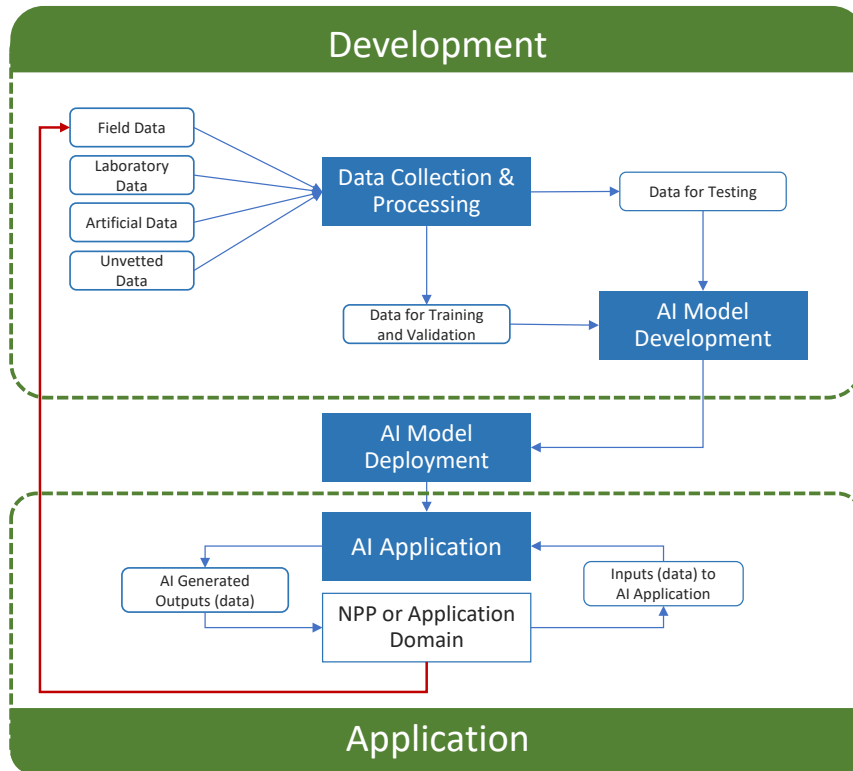 Development
Field Data
Laboratory
Data
Artificial Data
Unvetted
Data
Data Collection &
Processing
Data for Testing
Data for Training
and Validation
AI Model
Development
AI Model
Deployment
AI Application
AI Generated
Outputs (data)
Inputs (data) to
AI Application
NPP or Application
Domain
Application